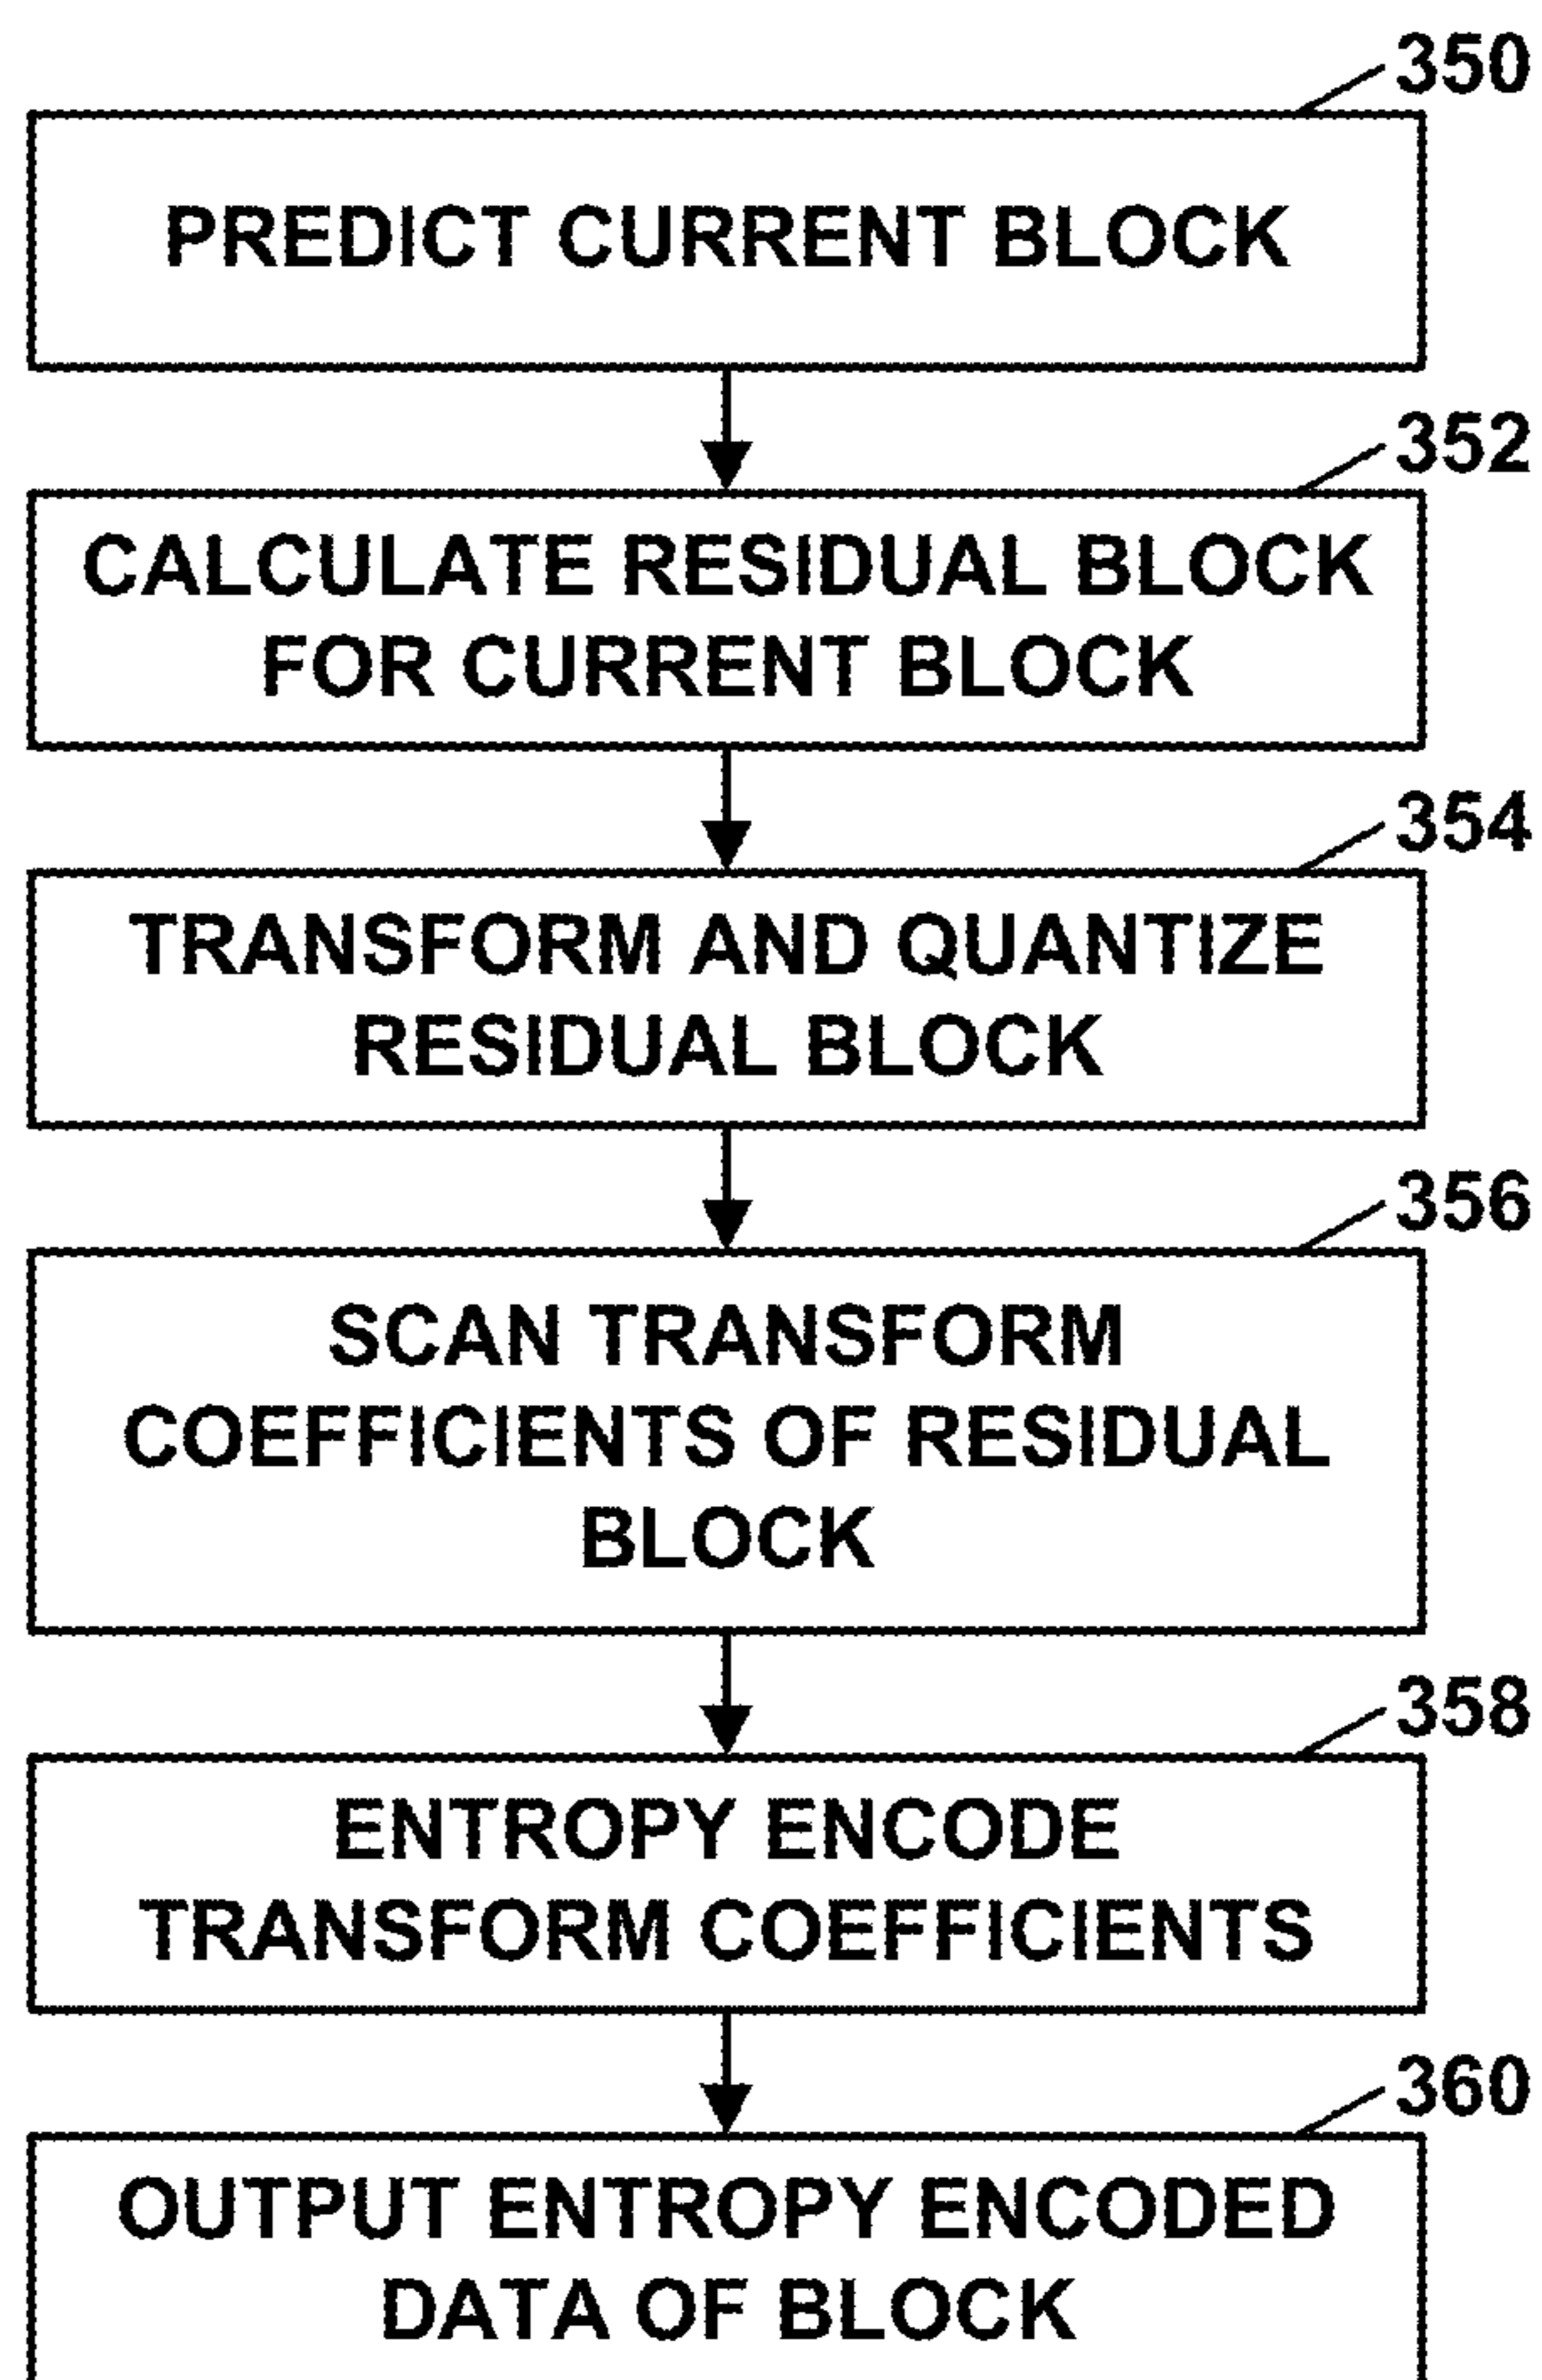 350
PREDICT CURRENT BLOCK
352
CALCULATE RESIDUAL BLOCK
FOR CURRENT BLOCK
354
TRANSFORM AND QUANTIZE
RESIDUAL BLOCK
356
SCAN TRANSFORM
COEFFICIENTS OF RESIDUAL
BLOCK
358
ENTROPY ENCODE
TRANSFORM COEFFICIENTS
360
OUTPUT ENTROPY ENCODED
DATA OF BLOCK